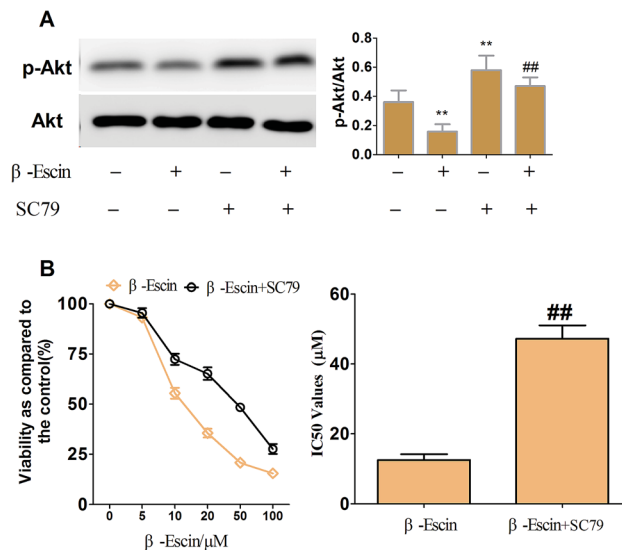 A
p-Akt
Akt
β -Escin − + − +
SC79 − − + +
p-Akt/Akt
0.8
0.6
0.4
0.2
0.0
**
**
##
− + − +
− − + +
B
β -Escin β -Escin+SC79
Viability as compared to
the control(%)
100
75
50
25
0
0 5 10 20 50 100
β -Escin/μM
IC50 Values (μM)
60
40
20
0
##
β -Escin β -Escin+SC79